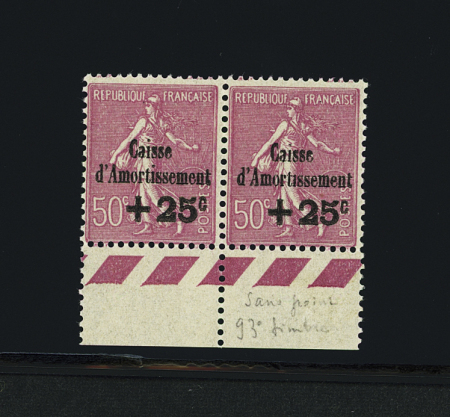 REPUBLIQUE FRANÇAISE
Caisse
d'Amortissement
50c
+25c
POSTES
REPUBLIQUE FRANÇAISE
Caisse
d'Amortissement
50c
+25c
POSTES
Sans point
93e timbre